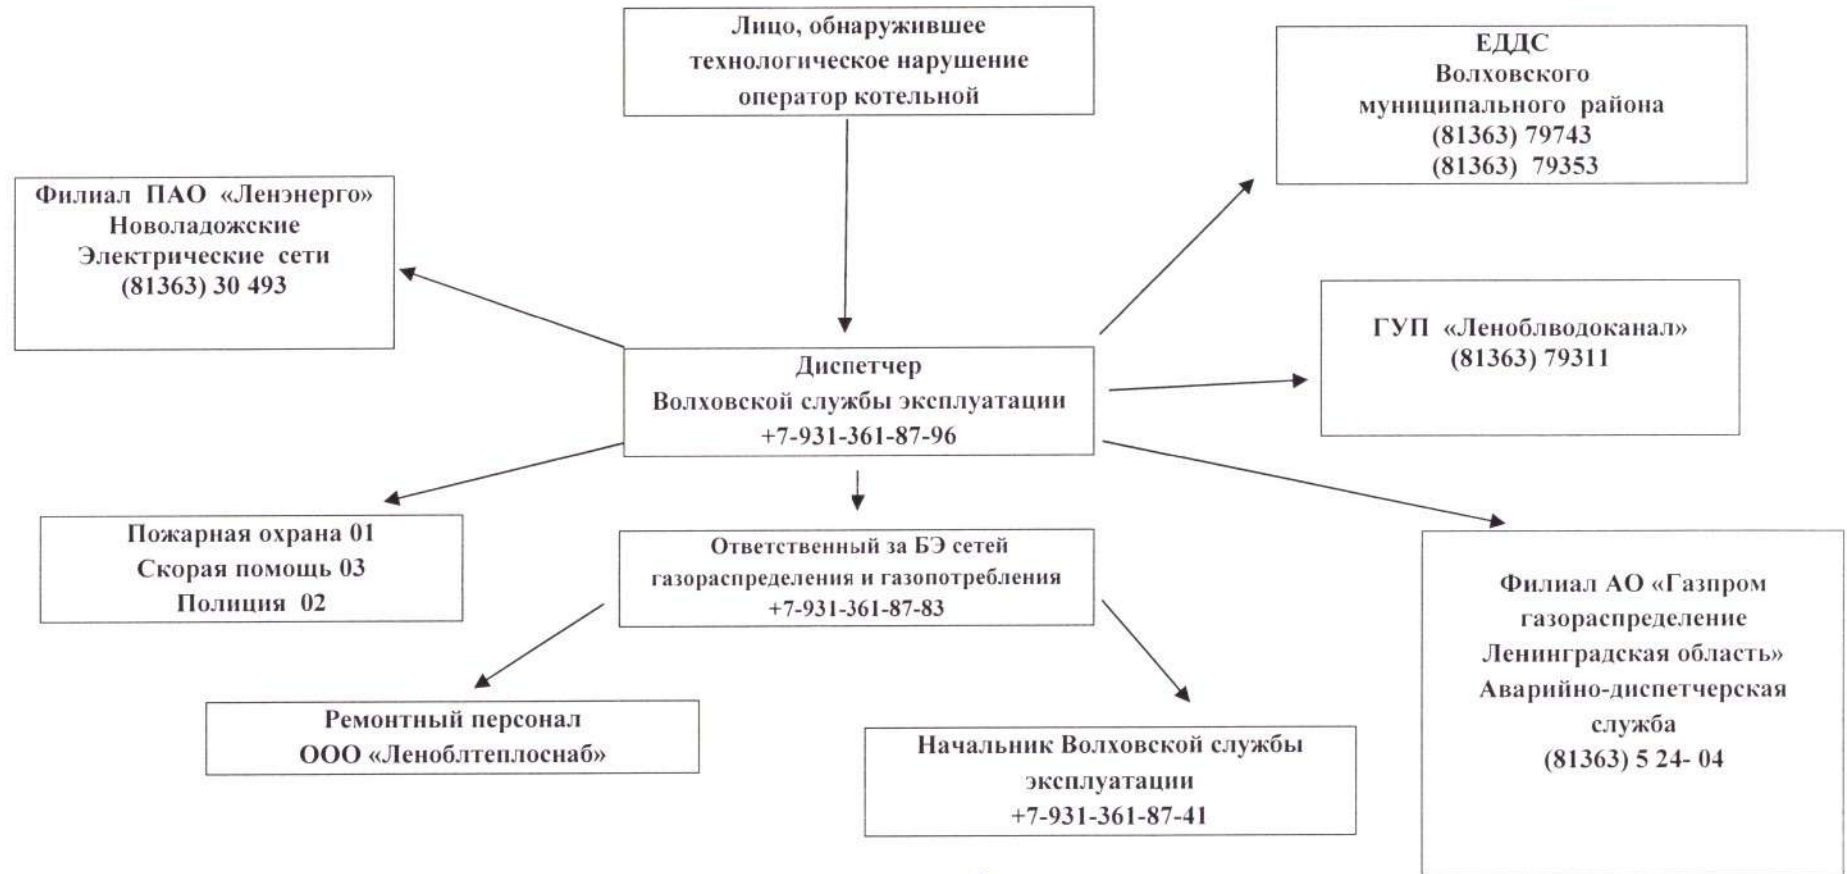 Лицо, обнаружившее
технологическое нарушение
оператор котельной
ЕДДС
Волховского
муниципального района
(81363) 79743
(81363) 79353
Филиал ПАО «Ленэнерго»
Новоладожские
Электрические сети
(81363) 30 493
ГУП «Леноблводоканал»
(81363) 79311
Диспетчер
Волховской службы эксплуатации
+7-931-361-87-96
Пожарная охрана 01
Скорая помощь 03
Полиция 02
Ответственный за БЭ сетей
газораспределения и газопотребления
+7-931-361-87-83
Филиал АО «Газпром
газораспределение
Ленинградская область»
Аварийно-диспетчерская
служба
(81363) 5 24- 04
Ремонтный персонал
ООО «Леноблтеплоснаб»
Начальник Волховской службы
эксплуатации
+7-931-361-87-41